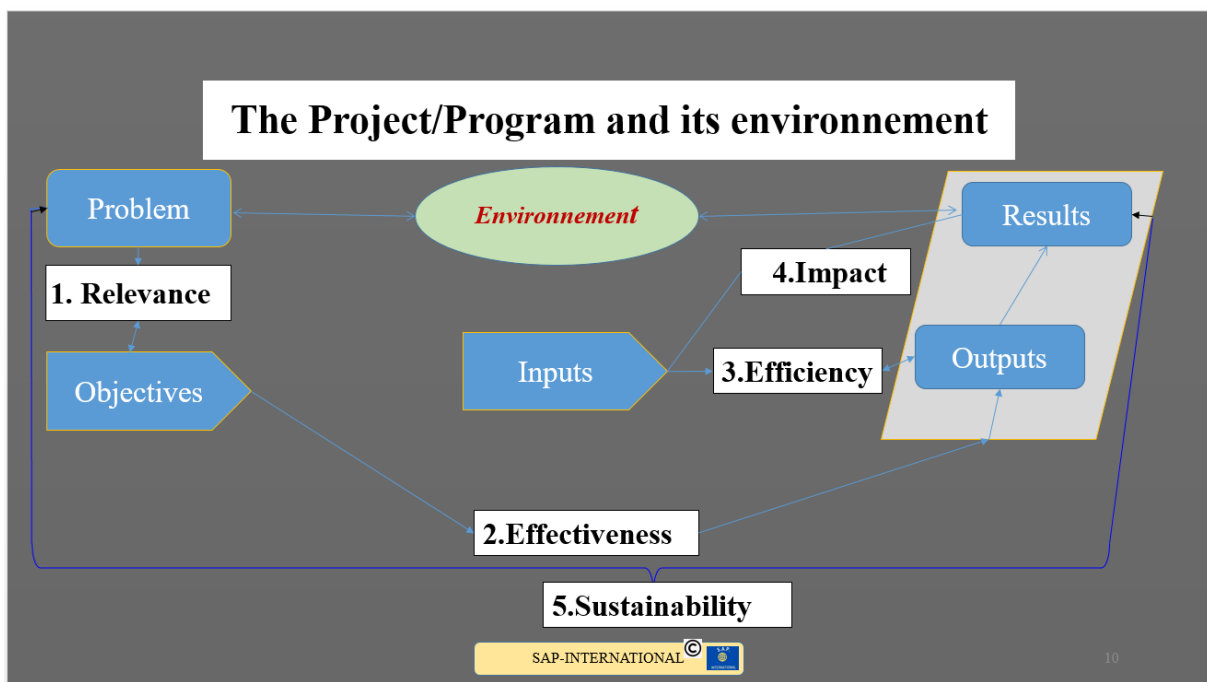 The Project/Program and its environnement
Problem
Environnement
Results
4.Impact
1. Relevance
Inputs
3.Efficiency
Outputs
Objectives
2.Effectiveness
5.Sustainability
SAP-INTERNATIONAL ©
S.A.P
INTERNATIONAL
10